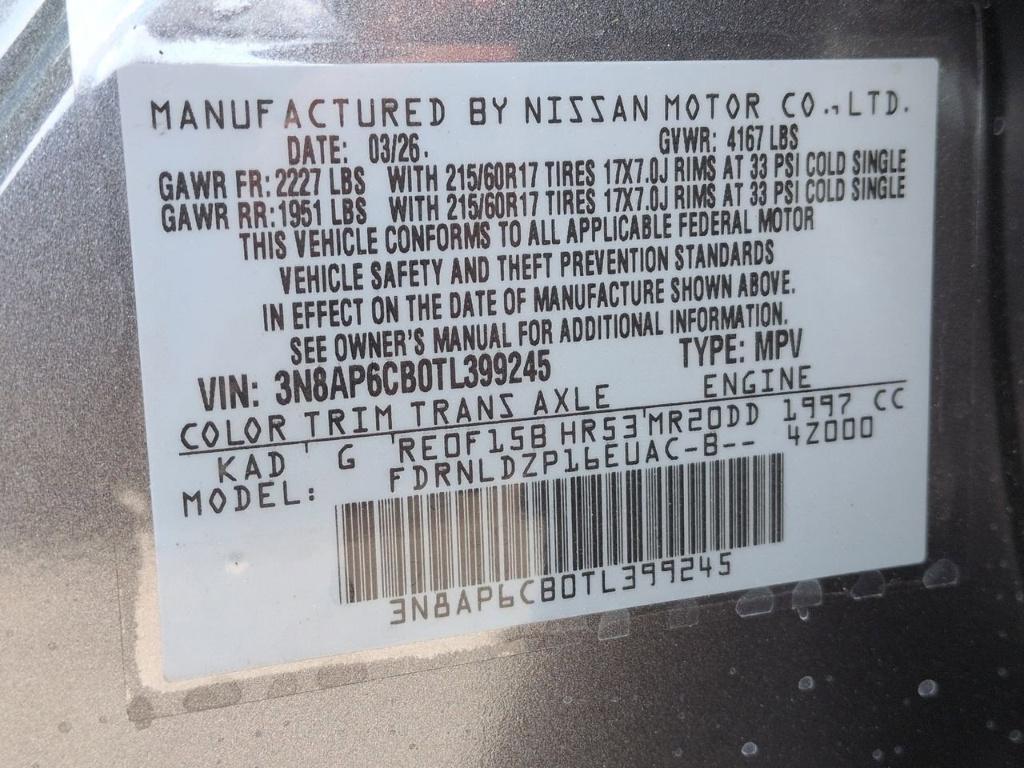 MANUFACTURED BY NISSAN MOTOR CO., LTD.
DATE: 03/26. GVWR: 4167 LBS
GAWR FR: 2227 LBS WITH 215/60R17 TIRES 17X7.0J RIMS AT 33 PSI COLD SINGLE
GAWR RR: 1951 LBS WITH 215/60R17 TIRES 17X7.0J RIMS AT 33 PSI COLD SINGLE
THIS VEHICLE CONFORMS TO ALL APPLICABLE FEDERAL MOTOR
VEHICLE SAFETY AND THEFT PREVENTION STANDARDS
IN EFFECT ON THE DATE OF MANUFACTURE SHOWN ABOVE.
SEE OWNER'S MANUAL FOR ADDITIONAL INFORMATION.
VIN: 3N8AP6CB0TL399245 TYPE: MPV
COLOR TRIM TRANS AXLE ENGINE
KAD G RE0F15B HR53 MR20DD 1997 CC
MODEL: FDRNLDZP16EUAC-B-- 42000
3N8AP6CB0TL399245